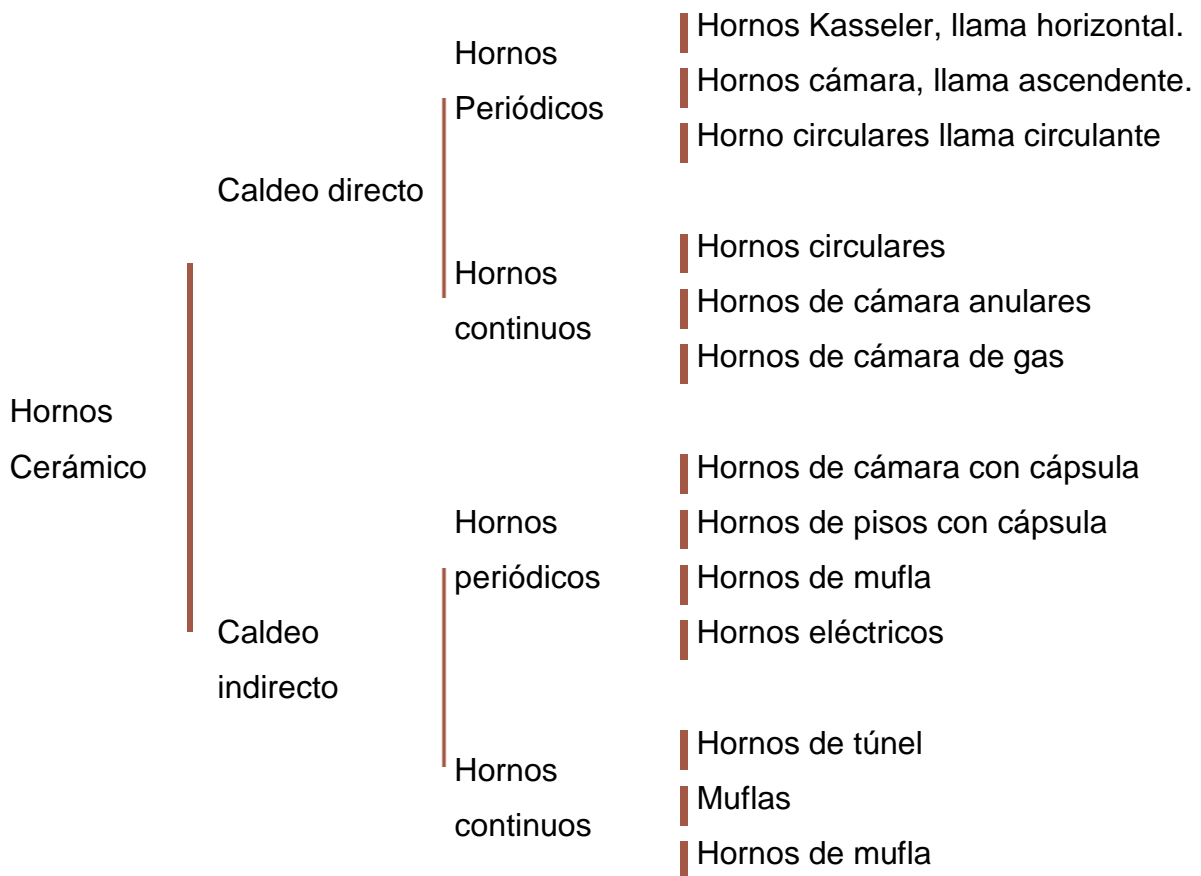 Hornos
Cerámico
Caldeo directo
Hornos
Periódicos
Hornos Kasseler, llama horizontal.
Hornos cámara, llama ascendente.
Horno circulares llama circulante
Hornos
continuos
Hornos circulares
Hornos de cámara anulares
Hornos de cámara de gas
Caldeo
indirecto
Hornos
periódicos
Hornos de cámara con cápsula
Hornos de pisos con cápsula
Hornos de mufla
Hornos eléctricos
Hornos
continuos
Hornos de túnel
Muflas
Hornos de mufla